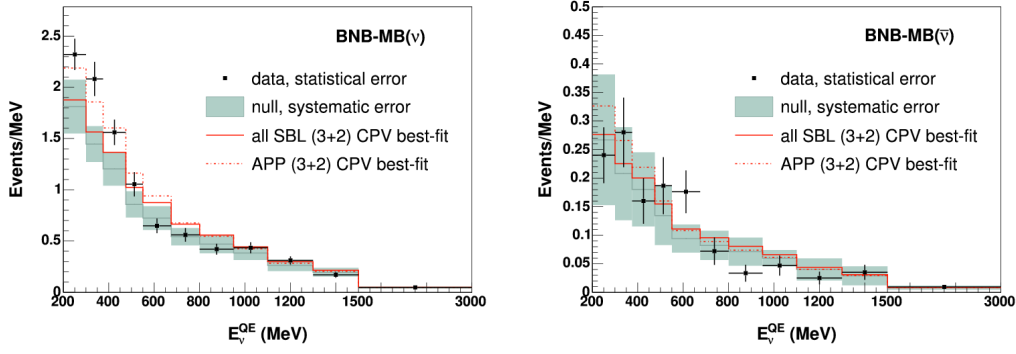 BNB-MB(ν)
data, statistical error
null, systematic error
all SBL (3+2) CPV best-fit
APP (3+2) CPV best-fit
Events/MeV
2.5
2
1.5
1
0.5
0
200 400 600 800 1000 1200 1500 3000
E_ν^QE (MeV)
BNB-MB(ν̄)
data, statistical error
null, systematic error
all SBL (3+2) CPV best-fit
APP (3+2) CPV best-fit
Events/MeV
0.5
0.45
0.4
0.35
0.3
0.25
0.2
0.15
0.1
0.05
0
200 400 600 800 1000 1200 1500 3000
E_ν^QE (MeV)